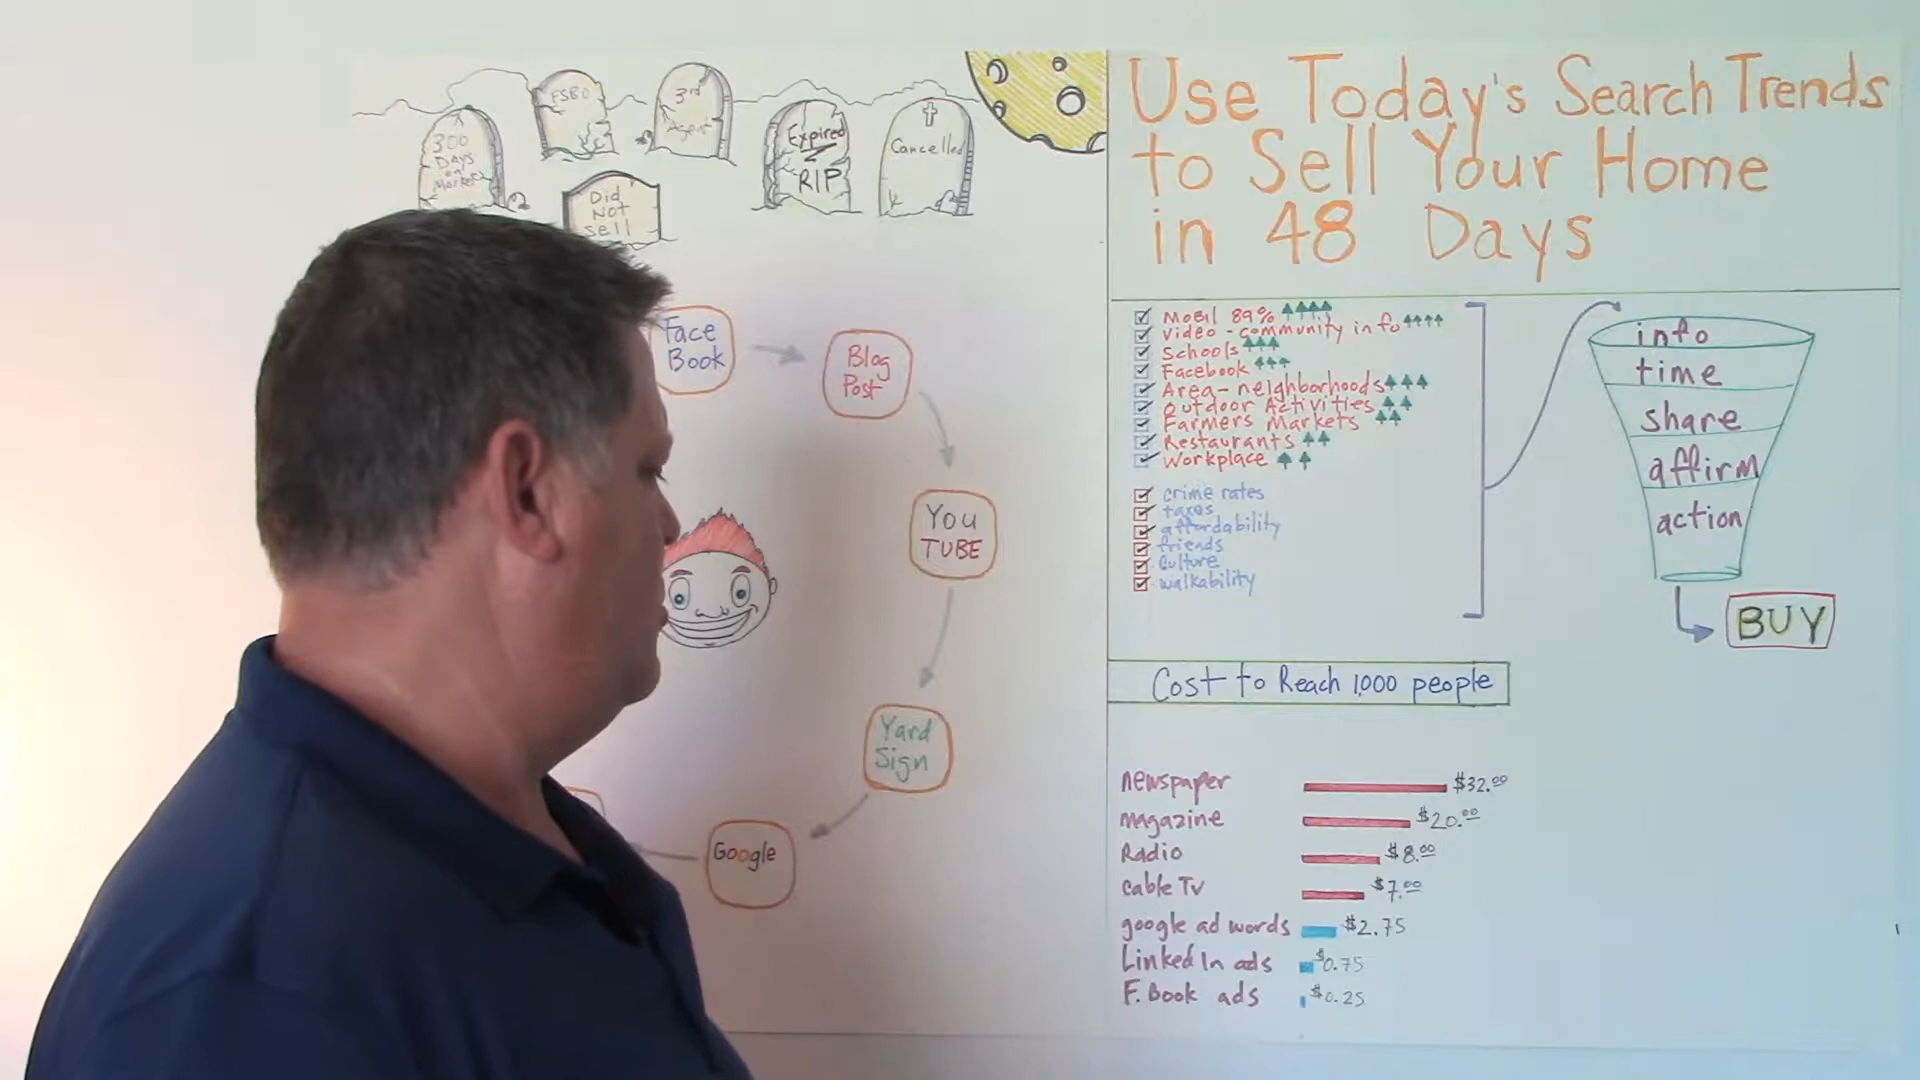 300
Days
on
Market
FSBO
3rd
Agent
Expired
RIP
Cancelled
Did
Not
Sell
Use Today's Search Trends
to Sell Your Home
in 48 Days
Face
Book
Blog
Post
You
TUBE
Yard
Sign
Google
Mobil 89%
Video - community info
Schools
Facebook
Area - neighborhoods
Outdoor Activities
Farmers Markets
Restaurants
Workplace
crime rates
taxes
affordability
friends
culture
walkability
info
time
share
affirm
action
BUY
Cost to Reach 1,000 people
newspaper $32.00
magazine $20.00
Radio $8.00
cable Tv $7.00
google ad words $2.75
Linked In ads $0.75
F. Book ads $0.25